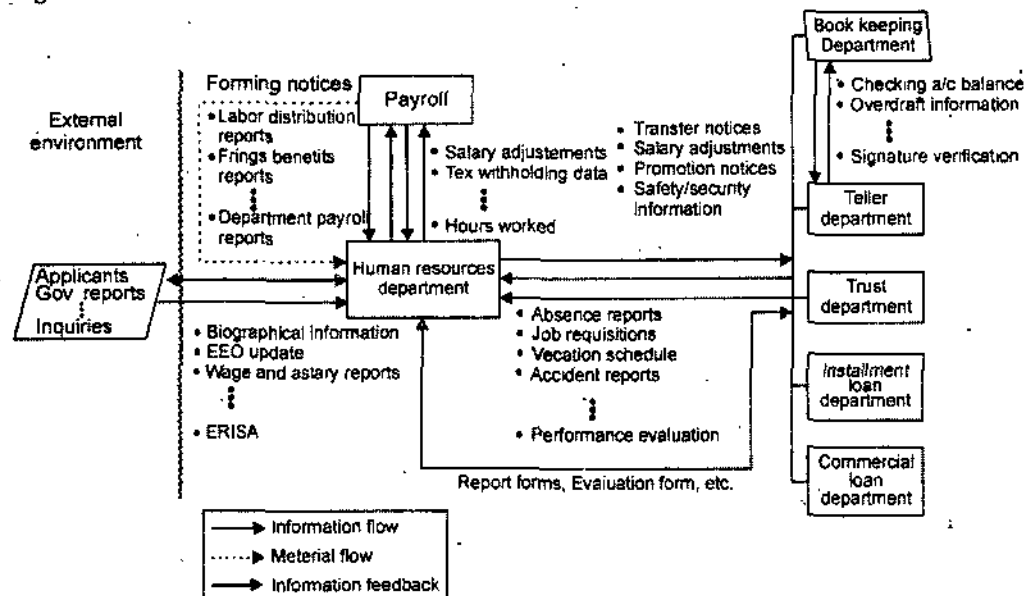 Book keeping
Department
Forming notices
Payroll
• Checking a/c balance
• Overdraft information
• Signature verification
External
environment
• Labor distribution
reports
• Frings benefits
reports
• Department payroll
reports
• Salary adjustements
• Tex withholding data
• Hours worked
• Transfer notices
• Salary adjustments
• Promotion notices
• Safety/security
Information
Teller
department
Human resources
department
Applicants
Gov reports
Inquiries
Trust
department
• Biographical information
• EEO update
• Wage and astary reports
• ERISA
• Absence reports
• Job requisitions
• Vecation schedule
• Accident reports
• Performance evaluation
Installment
loan
department
Commercial
loan
department
Report forms, Evaluation form, etc.
Information flow
Meterial flow
Information feedback